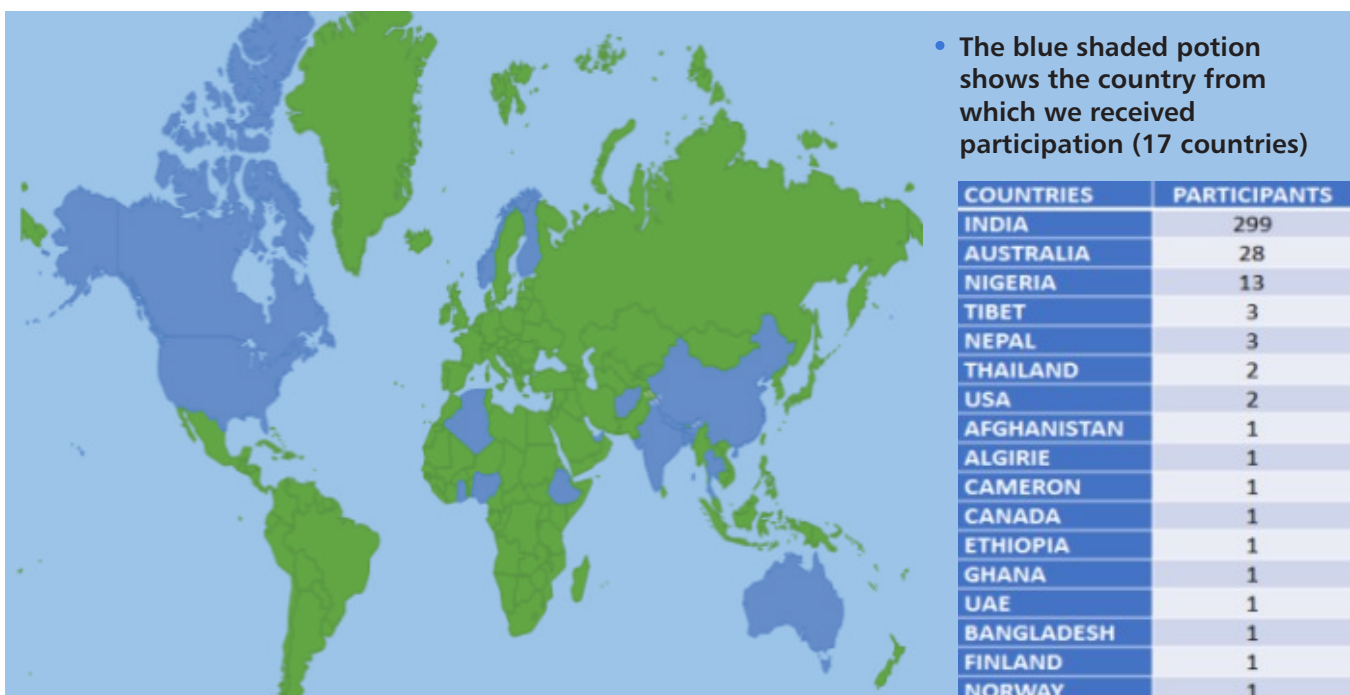 • The blue shaded potion
shows the country from
which we received
participation (17 countries)
COUNTRIES PARTICIPANTS
INDIA 299
AUSTRALIA 28
NIGERIA 13
TIBET 3
NEPAL 3
THAILAND 2
USA 2
AFGHANISTAN 1
ALGIRIE 1
CAMERON 1
CANADA 1
ETHIOPIA 1
GHANA 1
UAE 1
BANGLADESH 1
FINLAND 1
NORWAY 1